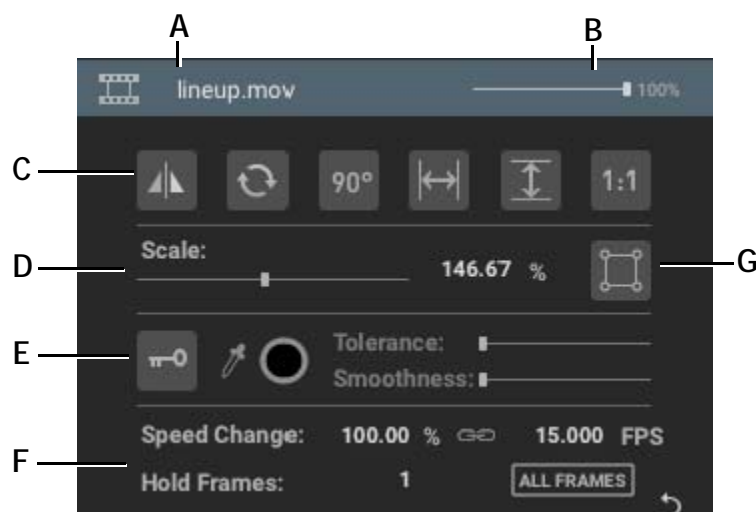 A
B
lineup.mov 100%
C 90° 1:1
Scale:
D 146.67 % G
E Tolerance:
Smoothness:
Speed Change: 100.00 % 15.000 FPS
F
Hold Frames: 1 ALL FRAMES